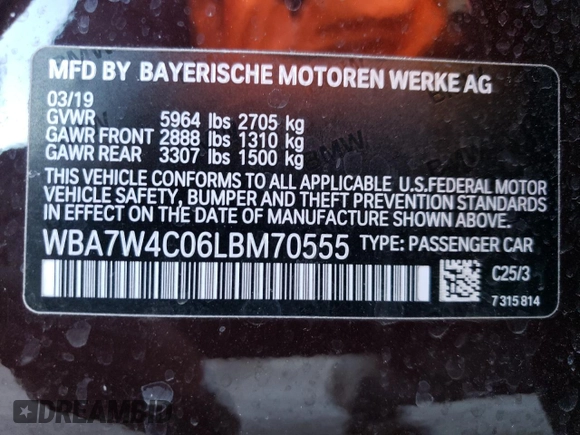 MFD BY BAYERISCHE MOTOREN WERKE AG
03/19
GVWR 5964 lbs 2705 kg
GAWR FRONT 2888 lbs 1310 kg
GAWR REAR 3307 lbs 1500 kg
THIS VEHICLE CONFORMS TO ALL APPLICABLE U.S.FEDERAL MOTOR
VEHICLE SAFETY, BUMPER AND THEFT PREVENTION STANDARDS
IN EFFECT ON THE DATE OF MANUFACTURE SHOWN ABOVE.
WBA7W4C06LBM70555 TYPE: PASSENGER CAR
C25/3
7 315 814
DREAMBID